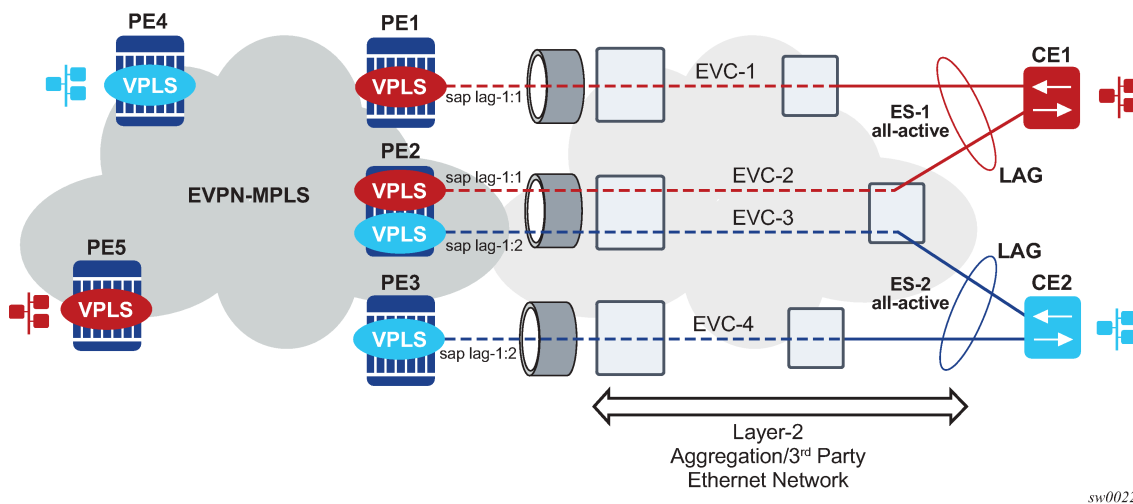 PE4
VPLS
PE1
VPLS
sap lag-1:1
EVC-1
CE1
ES-1
all-active
LAG
EVPN-MPLS
PE2
VPLS
sap lag-1:1
EVC-2
VPLS
sap lag-1:2
EVC-3
PE5
VPLS
PE3
VPLS
sap lag-1:2
EVC-4
LAG
ES-2
all-active
CE2
Layer-2
Aggregation/3rd Party
Ethernet Network
sw0022